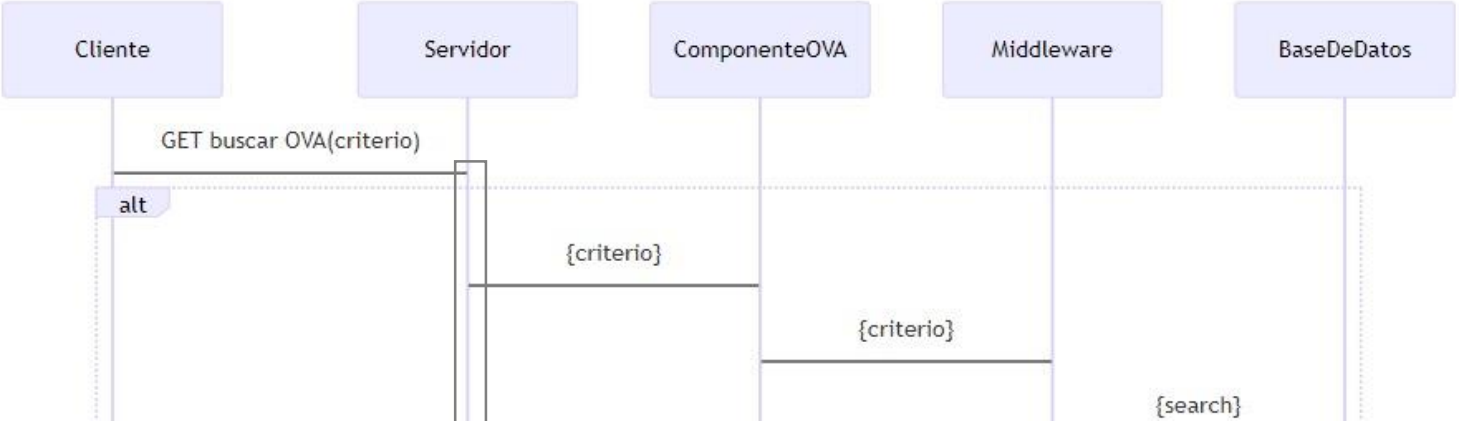 Cliente
Servidor
ComponenteOVA
Middleware
BaseDeDatos
GET buscar OVA(criterio)
alt
{criterio}
{criterio}
{search}